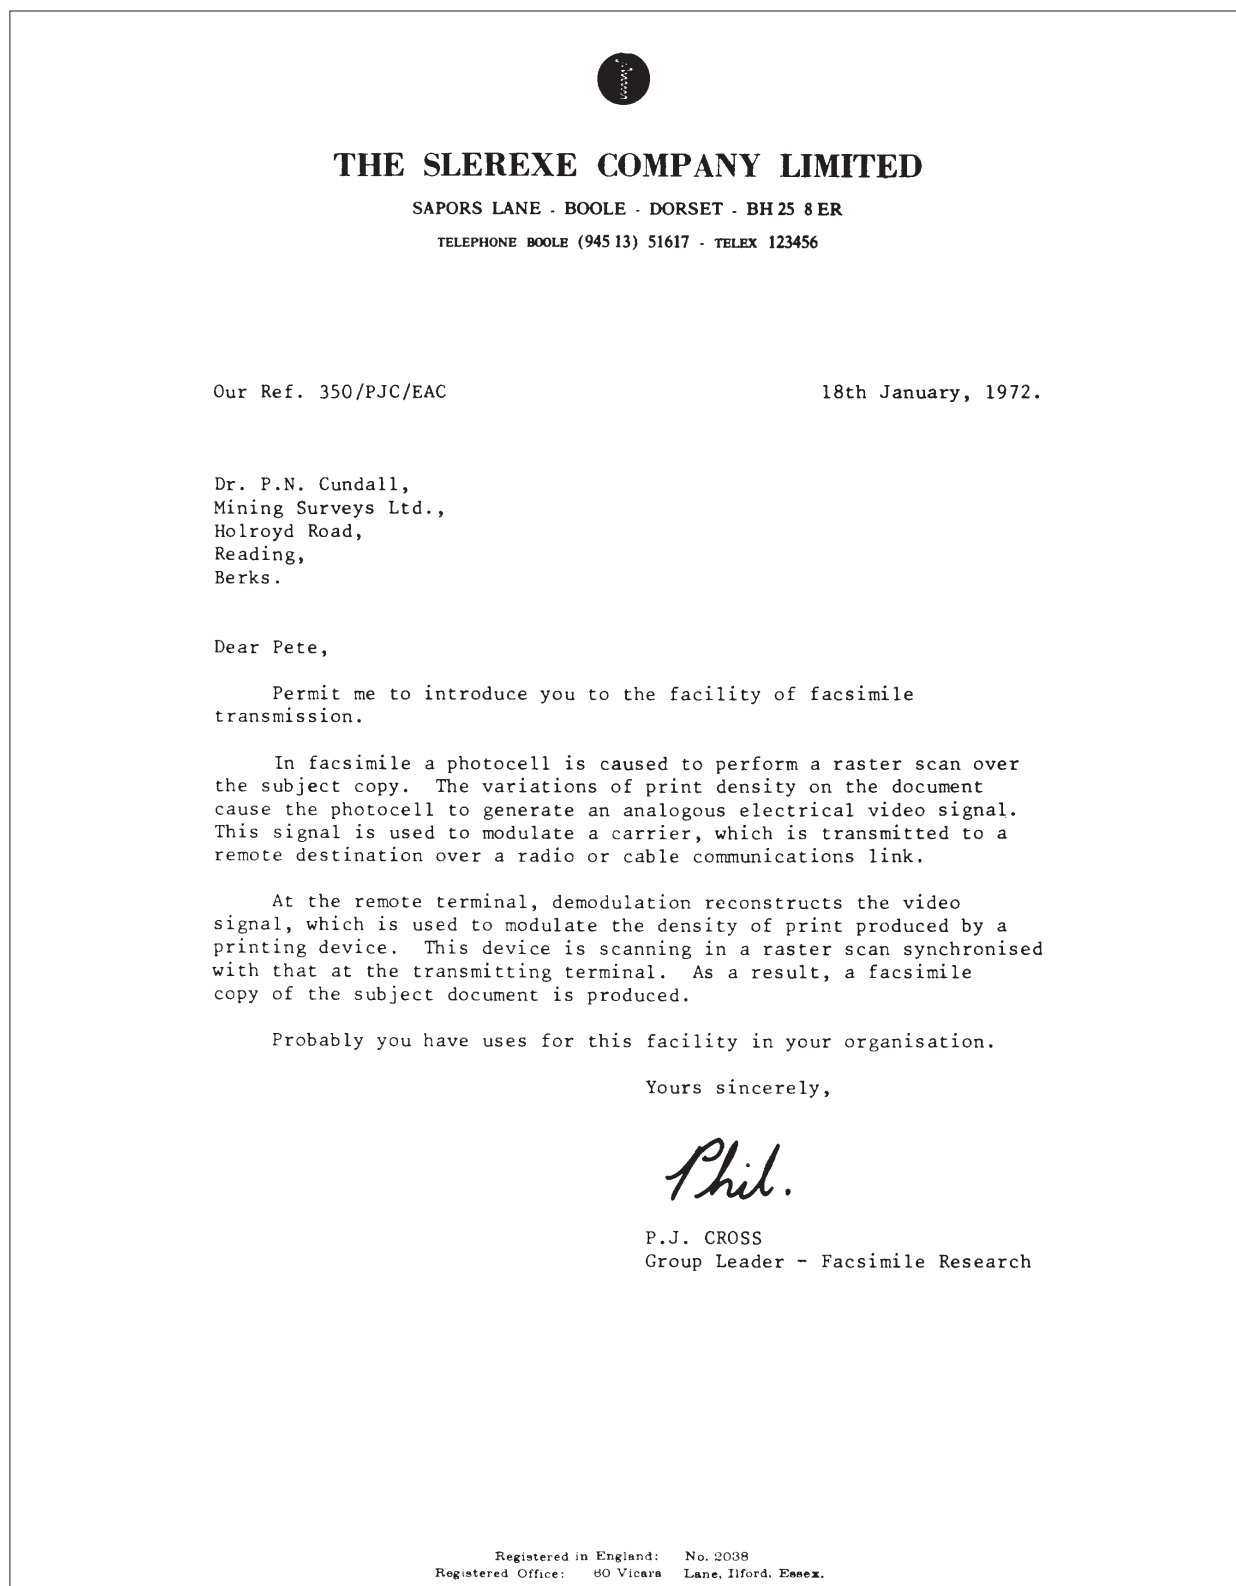 THE SLEREXE COMPANY LIMITED
SAPORS LANE - BOOLE - DORSET - BH 25 8 ER
TELEPHONE BOOLE (945 13) 51617 - TELEX 123456
Our Ref. 350/PJC/EAC 18th January, 1972.
Dr. P.N. Cundall,
Mining Surveys Ltd.,
Holroyd Road,
Reading,
Berks.
Dear Pete,
Permit me to introduce you to the facility of facsimile
transmission.
In facsimile a photocell is caused to perform a raster scan over
the subject copy. The variations of print density on the document
cause the photocell to generate an analogous electrical video signal.
This signal is used to modulate a carrier, which is transmitted to a
remote destination over a radio or cable communications link.
At the remote terminal, demodulation reconstructs the video
signal, which is used to modulate the density of print produced by a
printing device. This device is scanning in a raster scan synchronised
with that at the transmitting terminal. As a result, a facsimile
copy of the subject document is produced.
Probably you have uses for this facility in your organisation.
Yours sincerely,
Phil.
P.J. CROSS
Group Leader - Facsimile Research
Registered in England: No. 2038
Registered Office: 60 Vicara Lane, Ilford, Essex.